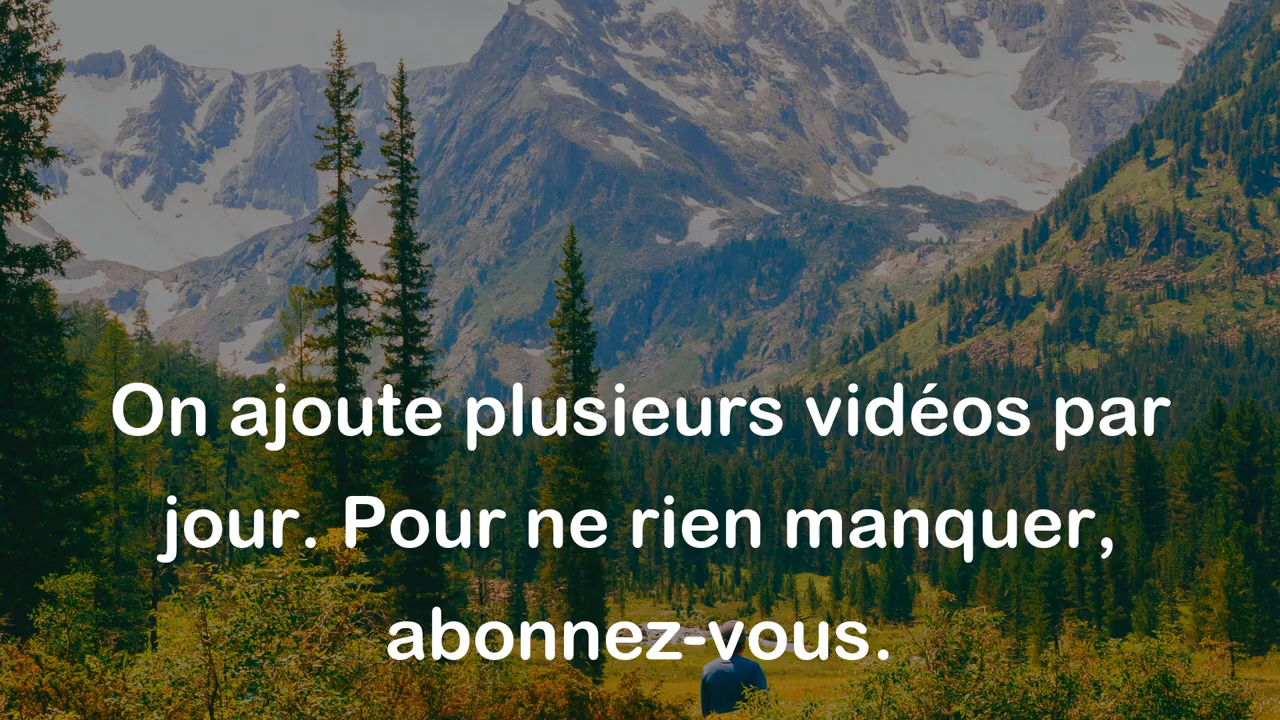 On ajoute plusieurs vidéos par
jour. Pour ne rien manquer,
abonnez-vous.